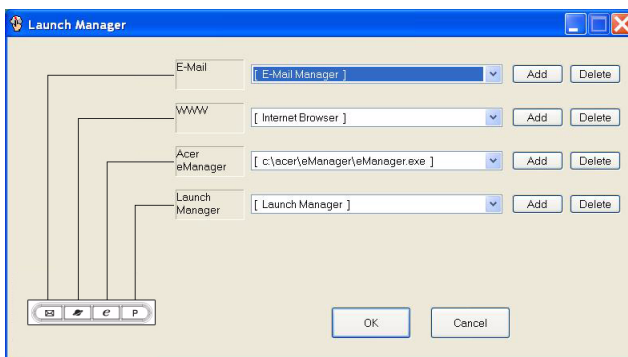 Launch Manager
E-Mail
[ E-Mail Manager ]
Add
Delete
WWW
[ Internet Browser ]
Add
Delete
Acer
eManager
[ c:\acer\eManager\eManager.exe ]
Add
Delete
Launch
Manager
[ Launch Manager ]
Add
Delete
e
P
OK
Cancel